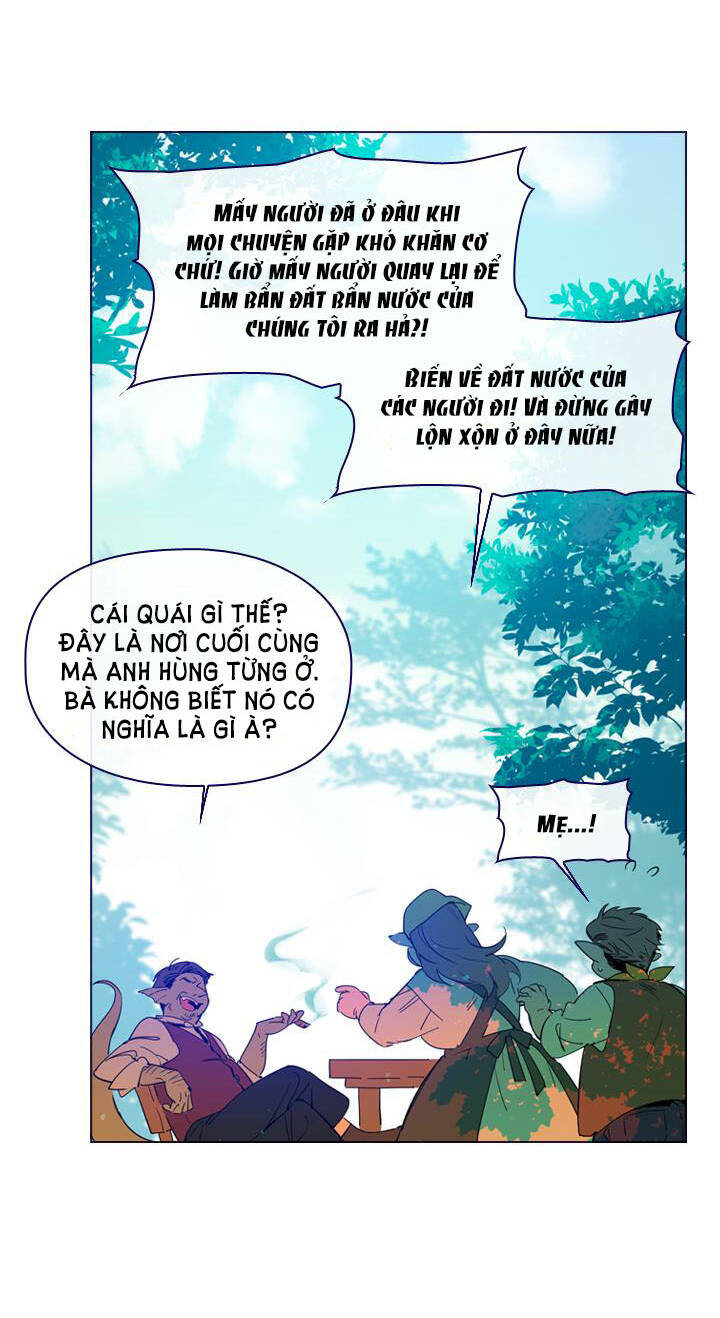 MẤY NGƯỜI ĐÃ Ở ĐÂU KHI
MỌI CHUYỆN GẶP KHÓ KHĂN CƠ
CHỨ! GIỜ MẤY NGƯỜI QUAY LẠI ĐỂ
LÀM BẨN ĐẤT BẨN NƯỚC CỦA
CHÚNG TÔI RA HẢ?!
BIẾN VỀ ĐẤT NƯỚC CỦA
CÁC NGƯỜI ĐI! VÀ ĐỪNG GÂY
LỘN XỘN Ở ĐÂY NỮA!
CÁI QUÁI GÌ THẾ?
ĐÂY LÀ NƠI CUỐI CÙNG
MÀ ANH HÙNG TỪNG Ở.
BÀ KHÔNG BIẾT NÓ CÓ
NGHĨA LÀ GÌ À?
MẸ...!